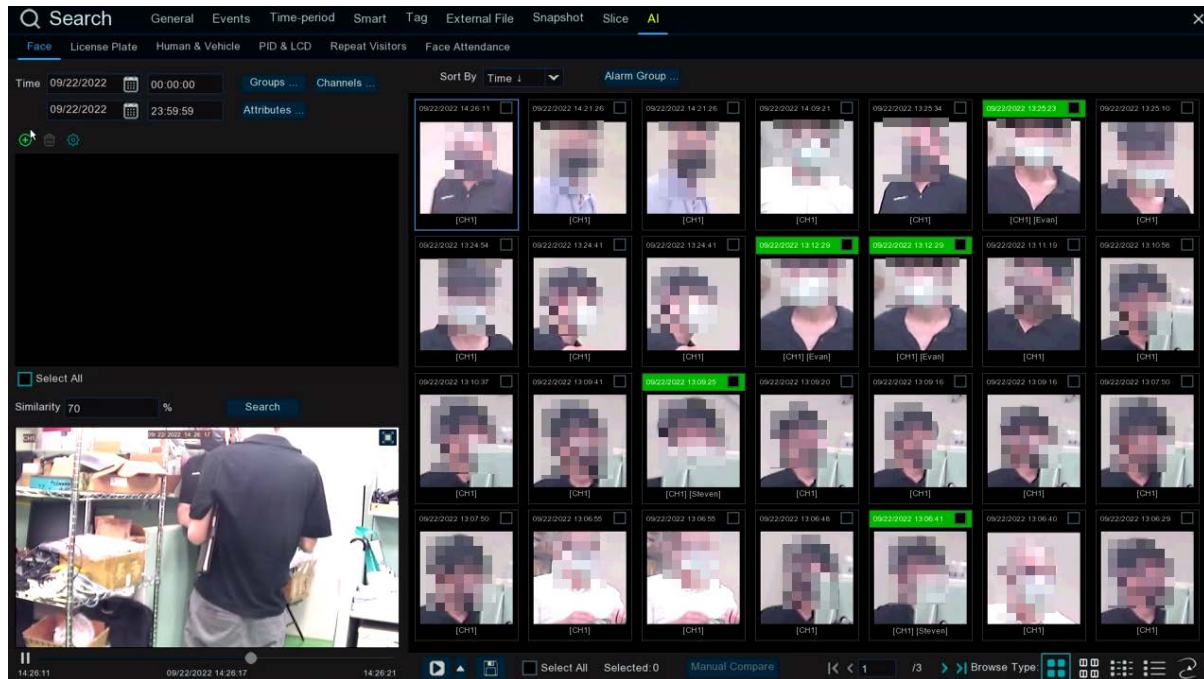 Search General Events Time-period Smart Tag External File Snapshot Slice AI
Face License Plate Human & Vehicle PID & LCD Repeat Visitors Face Attendance
Time 09/22/2022 00:00:00 Groups ... Channels ... Sort By Time ↓ Alarm Group ...
09/22/2022 23:59:59 Attributes ...
09/22/2022 14:26:11 09/22/2022 14:21:26 09/22/2022 14:21:26 09/22/2022 14:09:21 09/22/2022 13:25:34 09/22/2022 13:25:23 09/22/2022 13:25:10
[CH1] [CH1] [CH1] [CH1] [CH1] [CH1] [Evan] [CH1]
09/22/2022 13:24:54 09/22/2022 13:24:41 09/22/2022 13:24:41 09/22/2022 13:12:29 09/22/2022 13:12:29 09/22/2022 13:11:19 09/22/2022 13:10:56
[CH1] [CH1] [CH1] [CH1] [Evan] [CH1] [Evan] [CH1] [CH1]
Select All
09/22/2022 13:10:37 09/22/2022 13:09:41 09/22/2022 13:09:25 09/22/2022 13:09:20 09/22/2022 13:09:16 09/22/2022 13:09:16 09/22/2022 13:07:50
Similarity 70 % Search
[CH1] [CH1] [CH1] [Steven] [CH1] [CH1] [CH1] [CH1]
CH1 09/22/2022 14:26:17
09/22/2022 13:07:50 09/22/2022 13:06:55 09/22/2022 13:06:55 09/22/2022 13:06:48 09/22/2022 13:06:41 09/22/2022 13:06:40 09/22/2022 13:06:29
[CH1] [CH1] [CH1] [CH1] [CH1] [Steven] [CH1] [CH1]
14:26:11 09/22/2022 14:26:17 14:26:21
Select All Selected: 0 Manual Compare 1 /3 Browse Type: